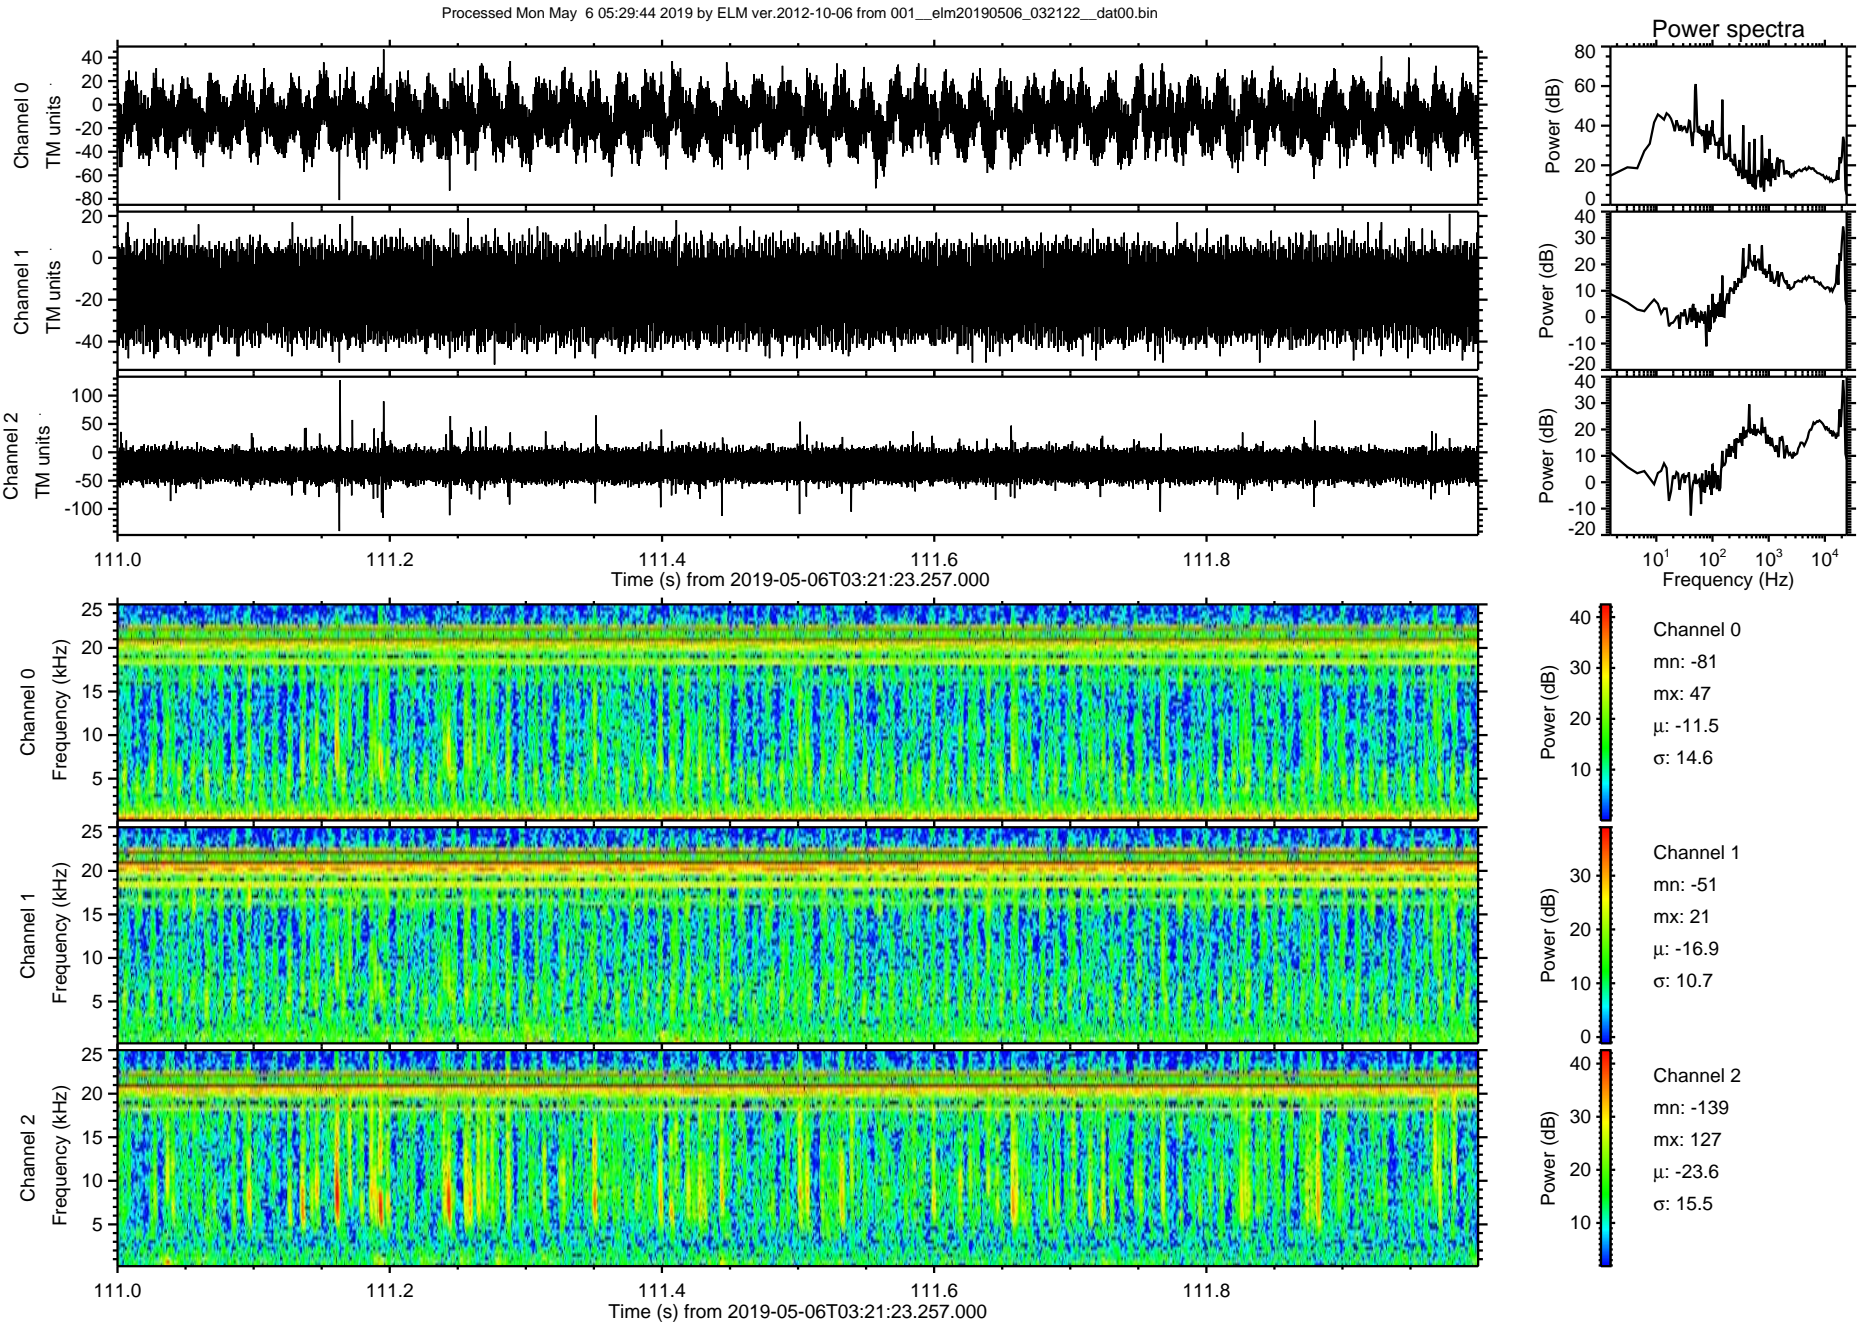 Processed Mon May  6 05:29:44 2019 by ELM ver.2012-10-06 from 001__elm20190506_032122__dat00.bin
Power spectra
Channel 0
TM units
40
20
0
-20
-40
-60
-80
Power (dB)
80
60
40
20
0
Channel 1
TM units
20
0
-20
-40
Power (dB)
40
30
20
10
0
-10
-20
Channel 2
TM units
100
50
0
-50
-100
Power (dB)
40
30
20
10
0
-10
-20
111.0 111.2 111.4 111.6 111.8
Time (s) from 2019-05-06T03:21:23.257.000
10^1 10^2 10^3 10^4
Frequency (Hz)
Channel 0
Frequency (kHz)
25
20
15
10
5
Power (dB)
40
30
20
10
Channel 0
mn: -81
mx: 47
μ: -11.5
σ: 14.6
Channel 1
Frequency (kHz)
25
20
15
10
5
Power (dB)
30
20
10
0
Channel 1
mn: -51
mx: 21
μ: -16.9
σ: 10.7
Channel 2
Frequency (kHz)
25
20
15
10
5
Power (dB)
40
30
20
10
Channel 2
mn: -139
mx: 127
μ: -23.6
σ: 15.5
111.0 111.2 111.4 111.6 111.8
Time (s) from 2019-05-06T03:21:23.257.000